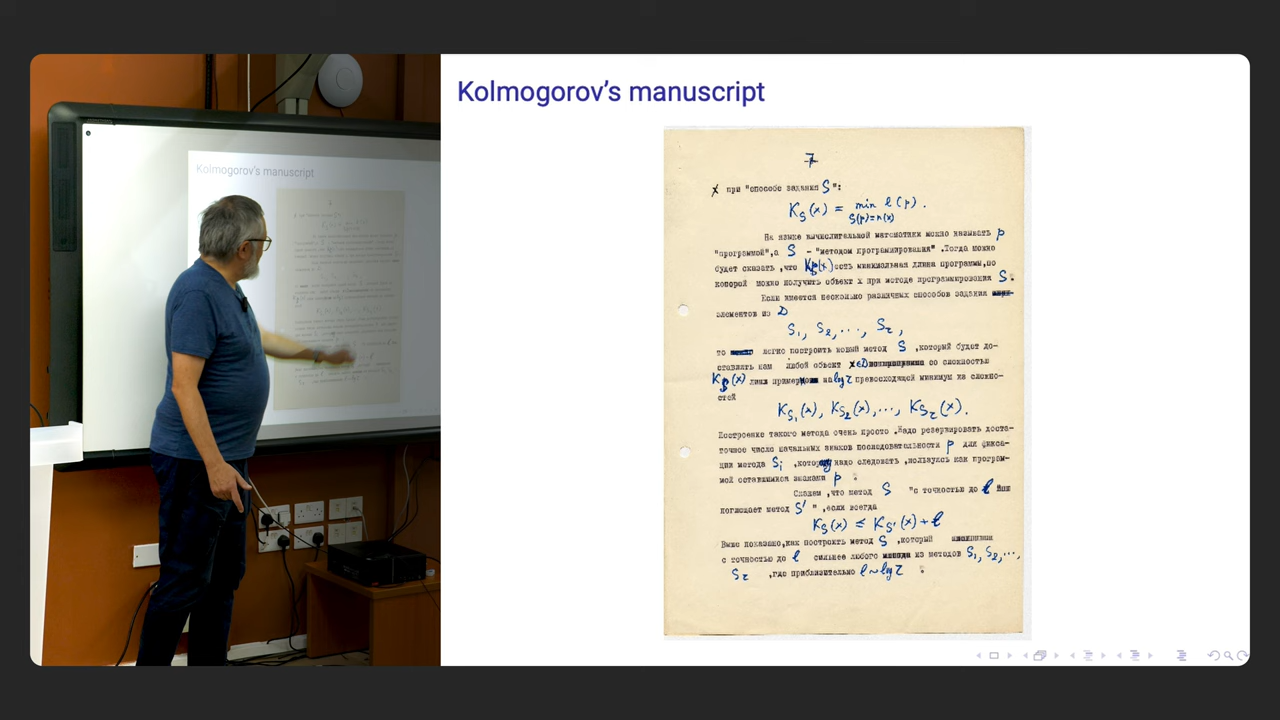 Kolmogorov's manuscript
Kolmogorov's manuscript
7
x при "способе задания S":
K_S(x) = min l(p).
S(p)=n(x)
На языке вычислительной математики можно называть p
"программой", а S - "методом программирования". Тогда можно
будет сказать, что K_p(x) есть минимальная длина программы, по
которой можно получить объект x при методе программирования S.
Если имеется несколько различных способов задания
элементов из D
S_1, S_2, ..., S_r,
то легко построить новый метод S, который будет до-
ставлять нам любой объект x∈D со сложностью
K_S(x) лишь примерно на log r превосходящей минимум из сложно-
стей
K_{S_1}(x), K_{S_2}(x), ..., K_{S_r}(x).
Построение такого метода очень просто. Надо резервировать доста-
точное число начальных знаков последовательности p для фикса-
ции метода S_i, которому надо следовать, пользуясь как програм-
мой оставшимися знаками p.
Скажем, что метод S "с точностью до l
поглощает метод S'", если всегда
K_S(x) ≤ K_{S'}(x) + l
Выше показано, как построить метод S, который
с точностью до l сильнее любого из методов S_1, S_2, ...,
S_r, где приблизительно l ~ log r.